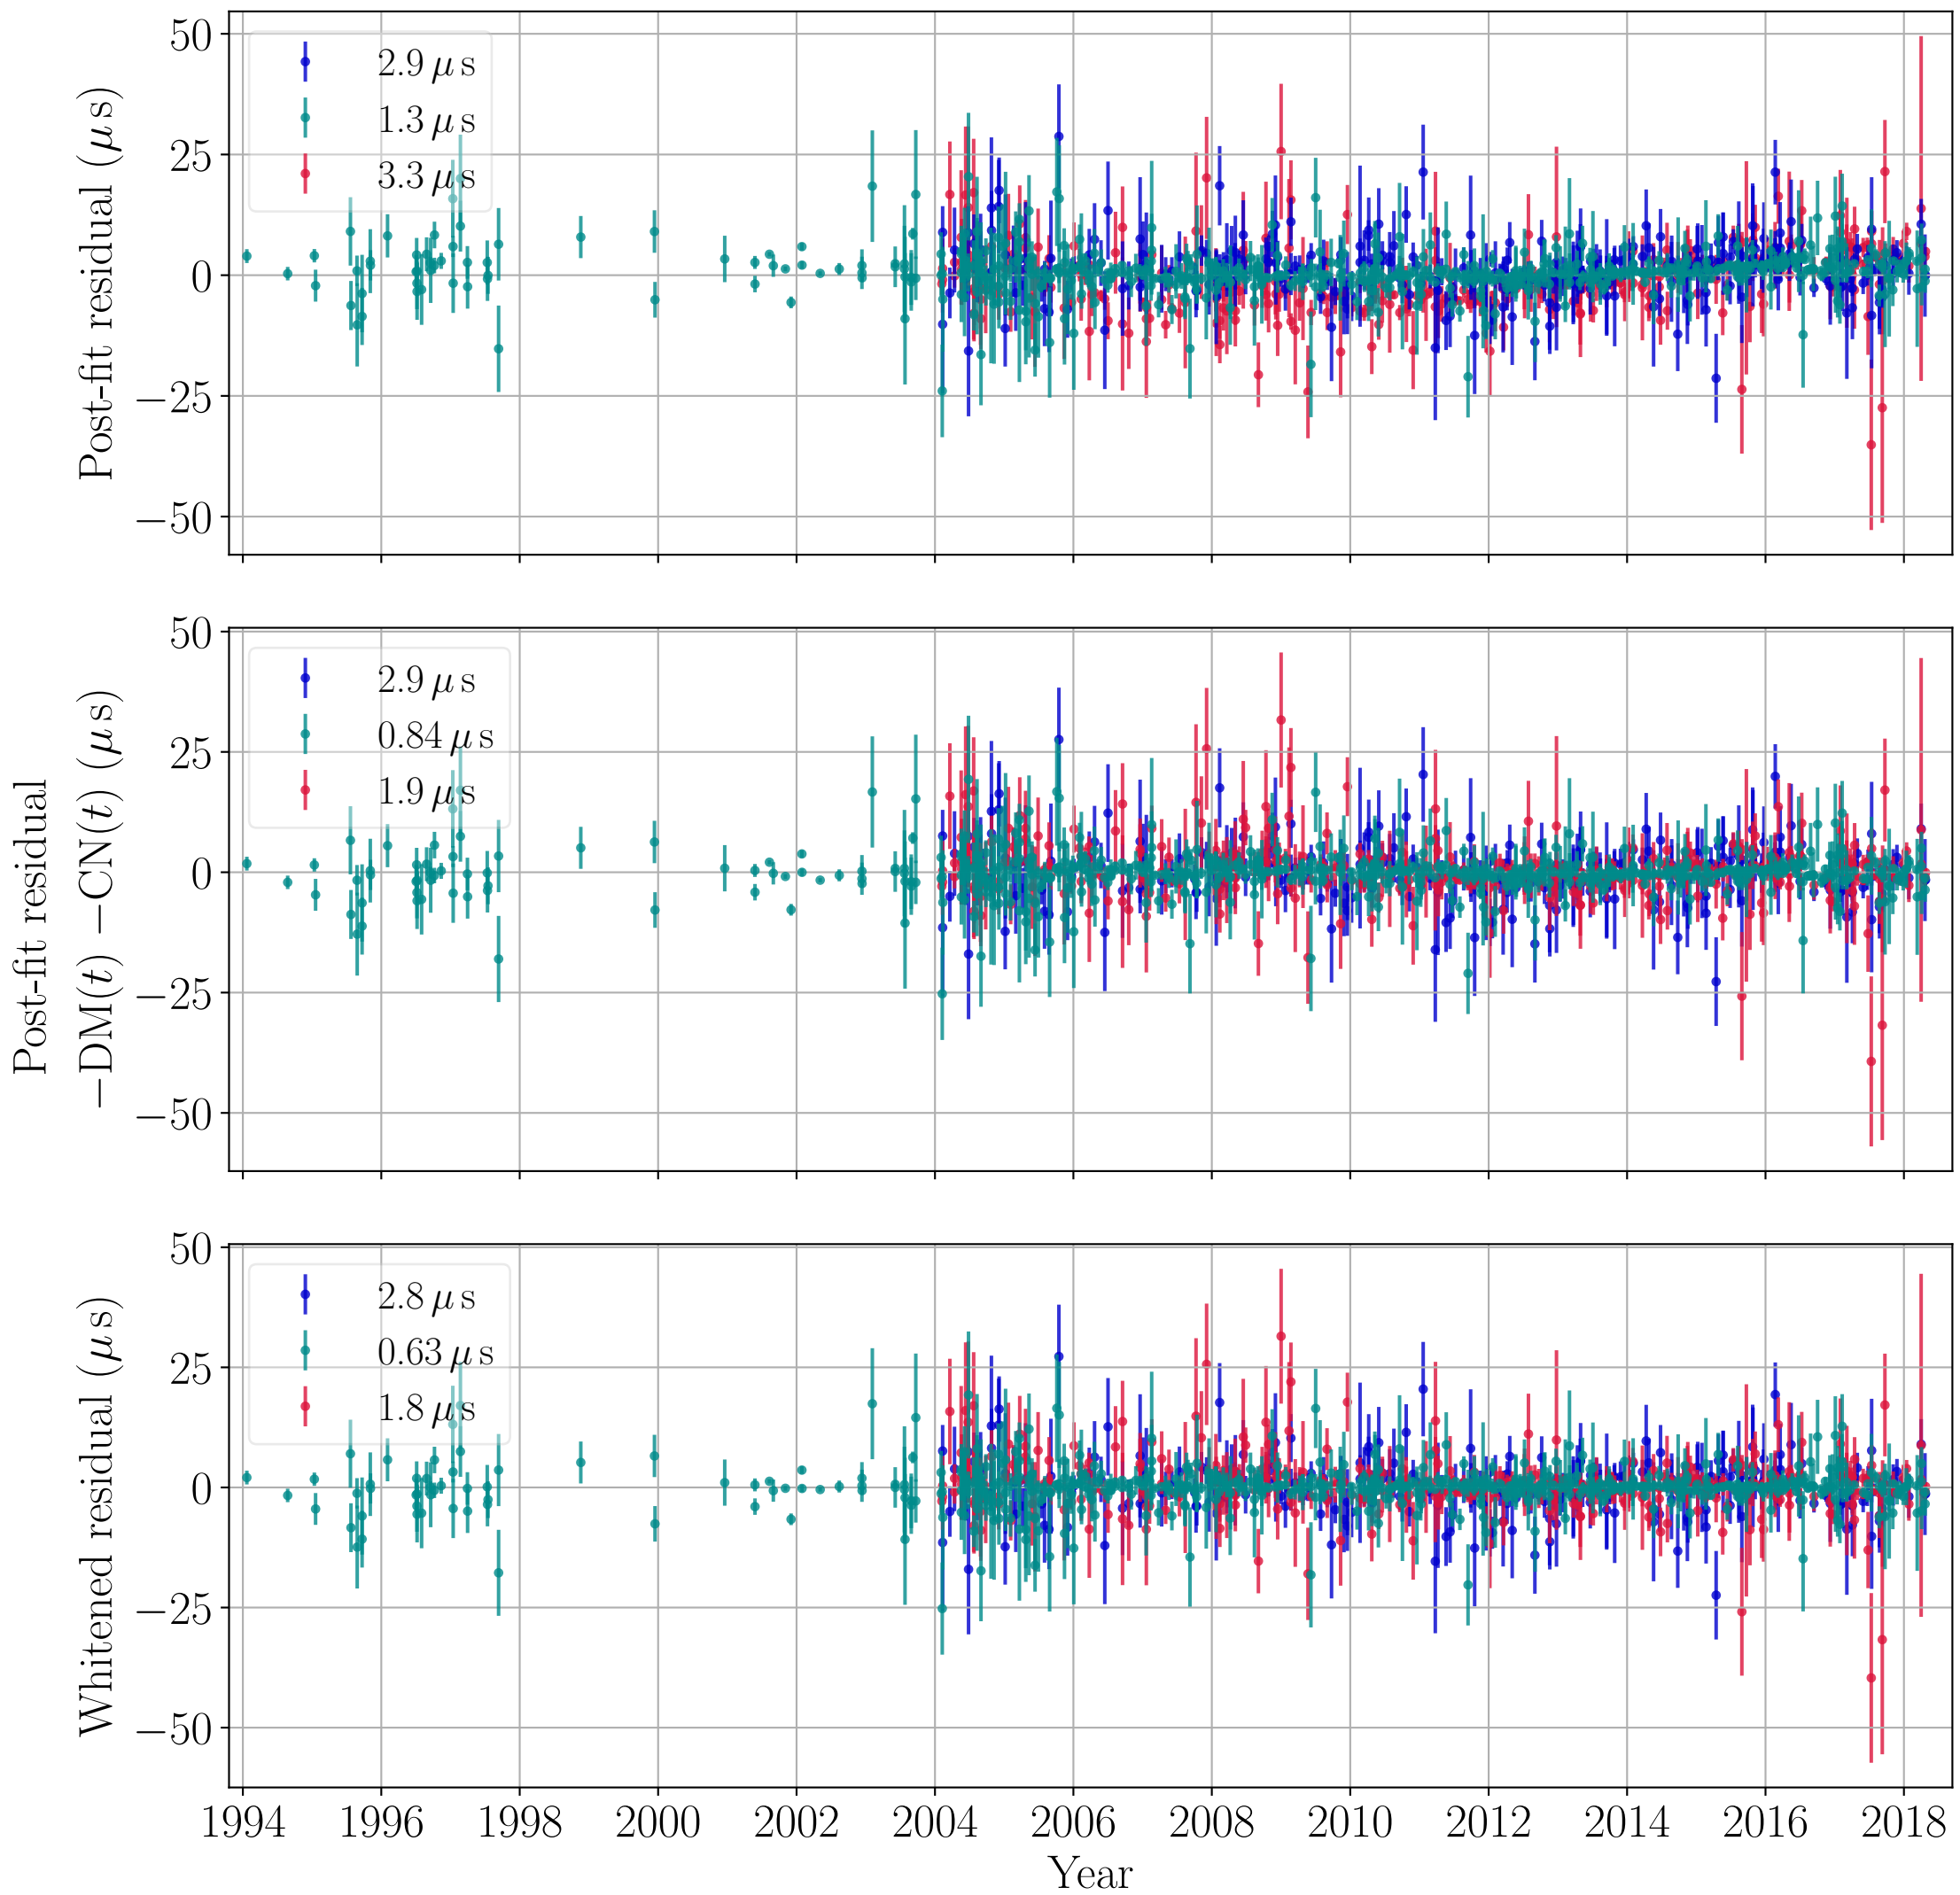 Post-fit residual (μs)
50
25
0
−25
−50
2.9 μs
1.3 μs
3.3 μs
Post-fit residual
−DM(t) −CN(t) (μs)
50
25
0
−25
−50
2.9 μs
0.84 μs
1.9 μs
Whitened residual (μs)
50
25
0
−25
−50
2.8 μs
0.63 μs
1.8 μs
1994 1996 1998 2000 2002 2004 2006 2008 2010 2012 2014 2016 2018
Year